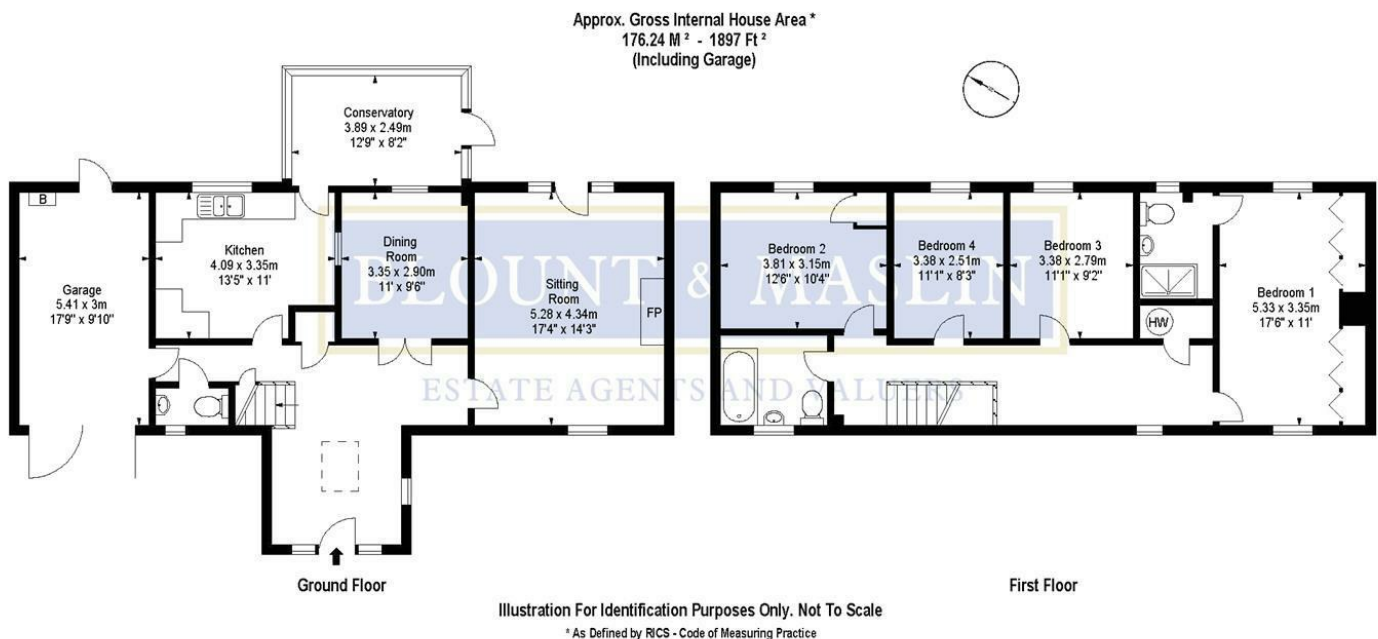 Approx. Gross Internal House Area *
176.24 M ² - 1897 Ft ²
(Including Garage)
Conservatory
3.89 x 2.49m
12'9" x 8'2"
B
Garage
5.41 x 3m
17'9" x 9'10"
Kitchen
4.09 x 3.35m
13'5" x 11'
Dining
Room
3.35 x 2.90m
11' x 9'6"
Sitting
Room
5.28 x 4.34m
17'4" x 14'3"
FP
Bedroom 2
3.81 x 3.15m
12'6" x 10'4"
Bedroom 4
3.38 x 2.51m
11'1" x 8'3"
Bedroom 3
3.38 x 2.79m
11'1" x 9'2"
HW
Bedroom 1
5.33 x 3.35m
17'6" x 11'
BLOUNT & MASLIN
ESTATE AGENTS AND VALUERS
Ground Floor
First Floor
Illustration For Identification Purposes Only. Not To Scale
* As Defined by RICS - Code of Measuring Practice